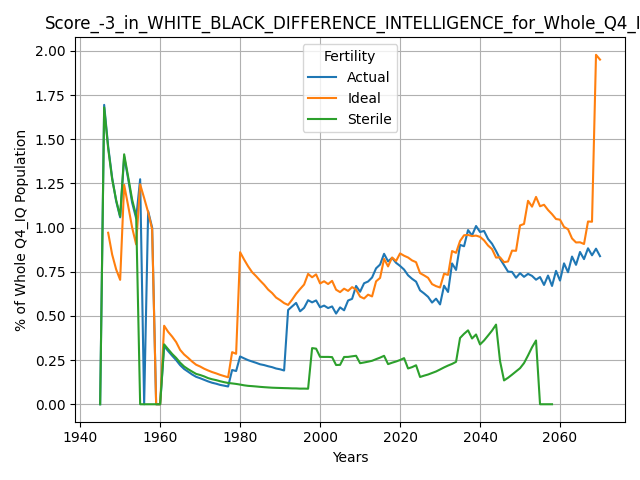 Score_-3_in_WHITE_BLACK_DIFFERENCE_INTELLIGENCE_for_Whole_Q4_I
Fertility
Actual
Ideal
Sterile
% of Whole Q4_IQ Population
2.00
1.75
1.50
1.25
1.00
0.75
0.50
0.25
0.00
1940 1960 1980 2000 2020 2040 2060
Years